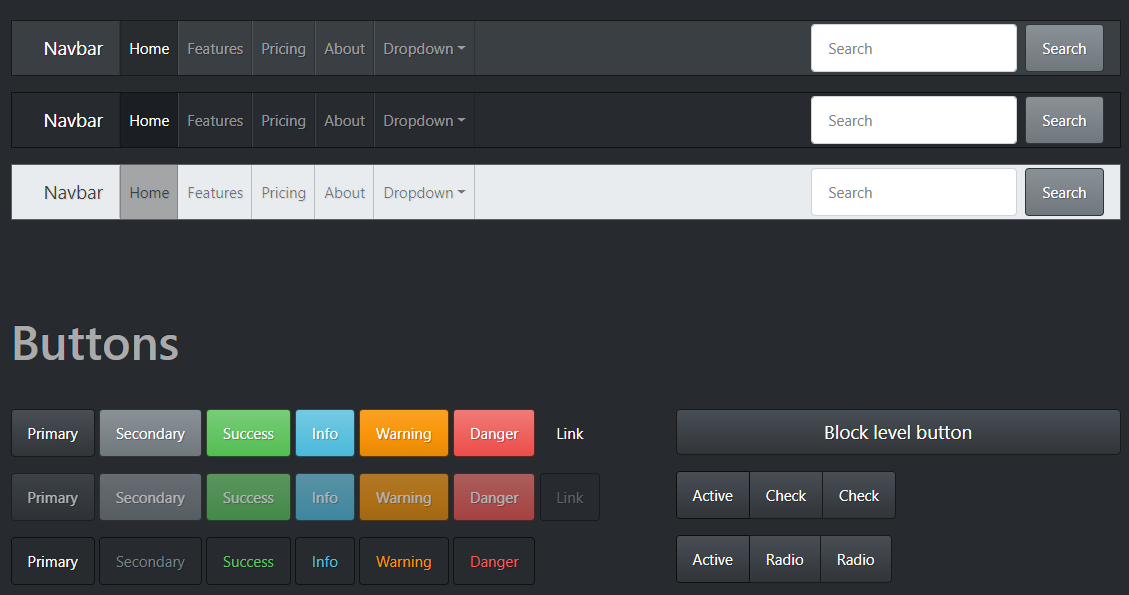 Navbar Home Features Pricing About Dropdown Search Search
Navbar Home Features Pricing About Dropdown Search Search
Navbar Home Features Pricing About Dropdown Search Search
Buttons
Primary Secondary Success Info Warning Danger Link Block level button
Primary Secondary Success Info Warning Danger Link Active Check Check
Primary Secondary Success Info Warning Danger Active Radio Radio